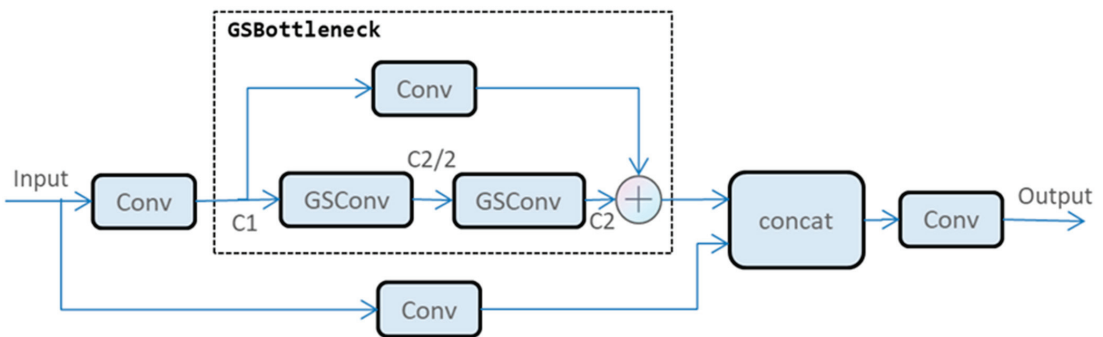 GSBottleneck
Conv
C2/2
Input
Conv
C1
GSConv
GSConv
C2
concat
Conv
Output
Conv